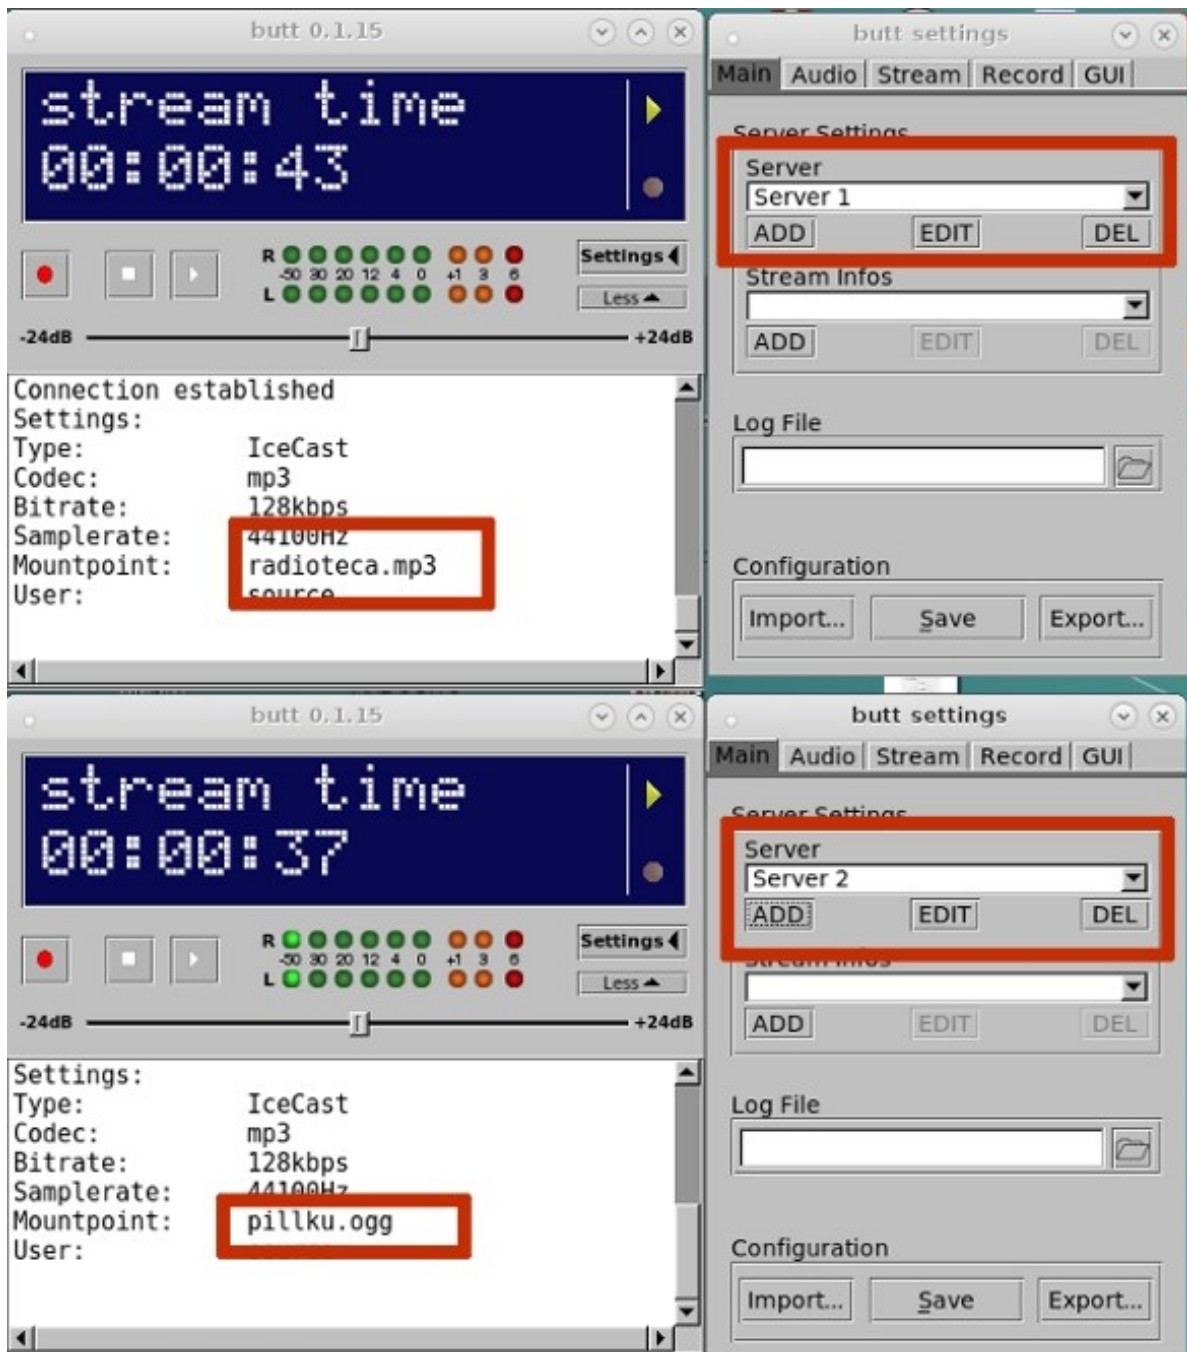 butt 0.1.15
stream time
00:00:43
R
-50 30 20 12 4 0 +1 3 6
L
Settings
Less
-24dB +24dB
Connection established
Settings:
Type: IceCast
Codec: mp3
Bitrate: 128kbps
Samplerate: 44100Hz
Mountpoint: radioteca.mp3
User: source
butt settings
Main Audio Stream Record GUI
Server Settings
Server
Server 1
ADD EDIT DEL
Stream Infos
ADD EDIT DEL
Log File
Configuration
Import... Save Export...
butt 0.1.15
stream time
00:00:37
R
-50 30 20 12 4 0 +1 3 6
L
Settings
Less
-24dB +24dB
Settings:
Type: IceCast
Codec: mp3
Bitrate: 128kbps
Samplerate: 44100Hz
Mountpoint: pillku.ogg
User:
butt settings
Main Audio Stream Record GUI
Server Settings
Server
Server 2
ADD EDIT DEL
Stream Infos
ADD EDIT DEL
Log File
Configuration
Import... Save Export...